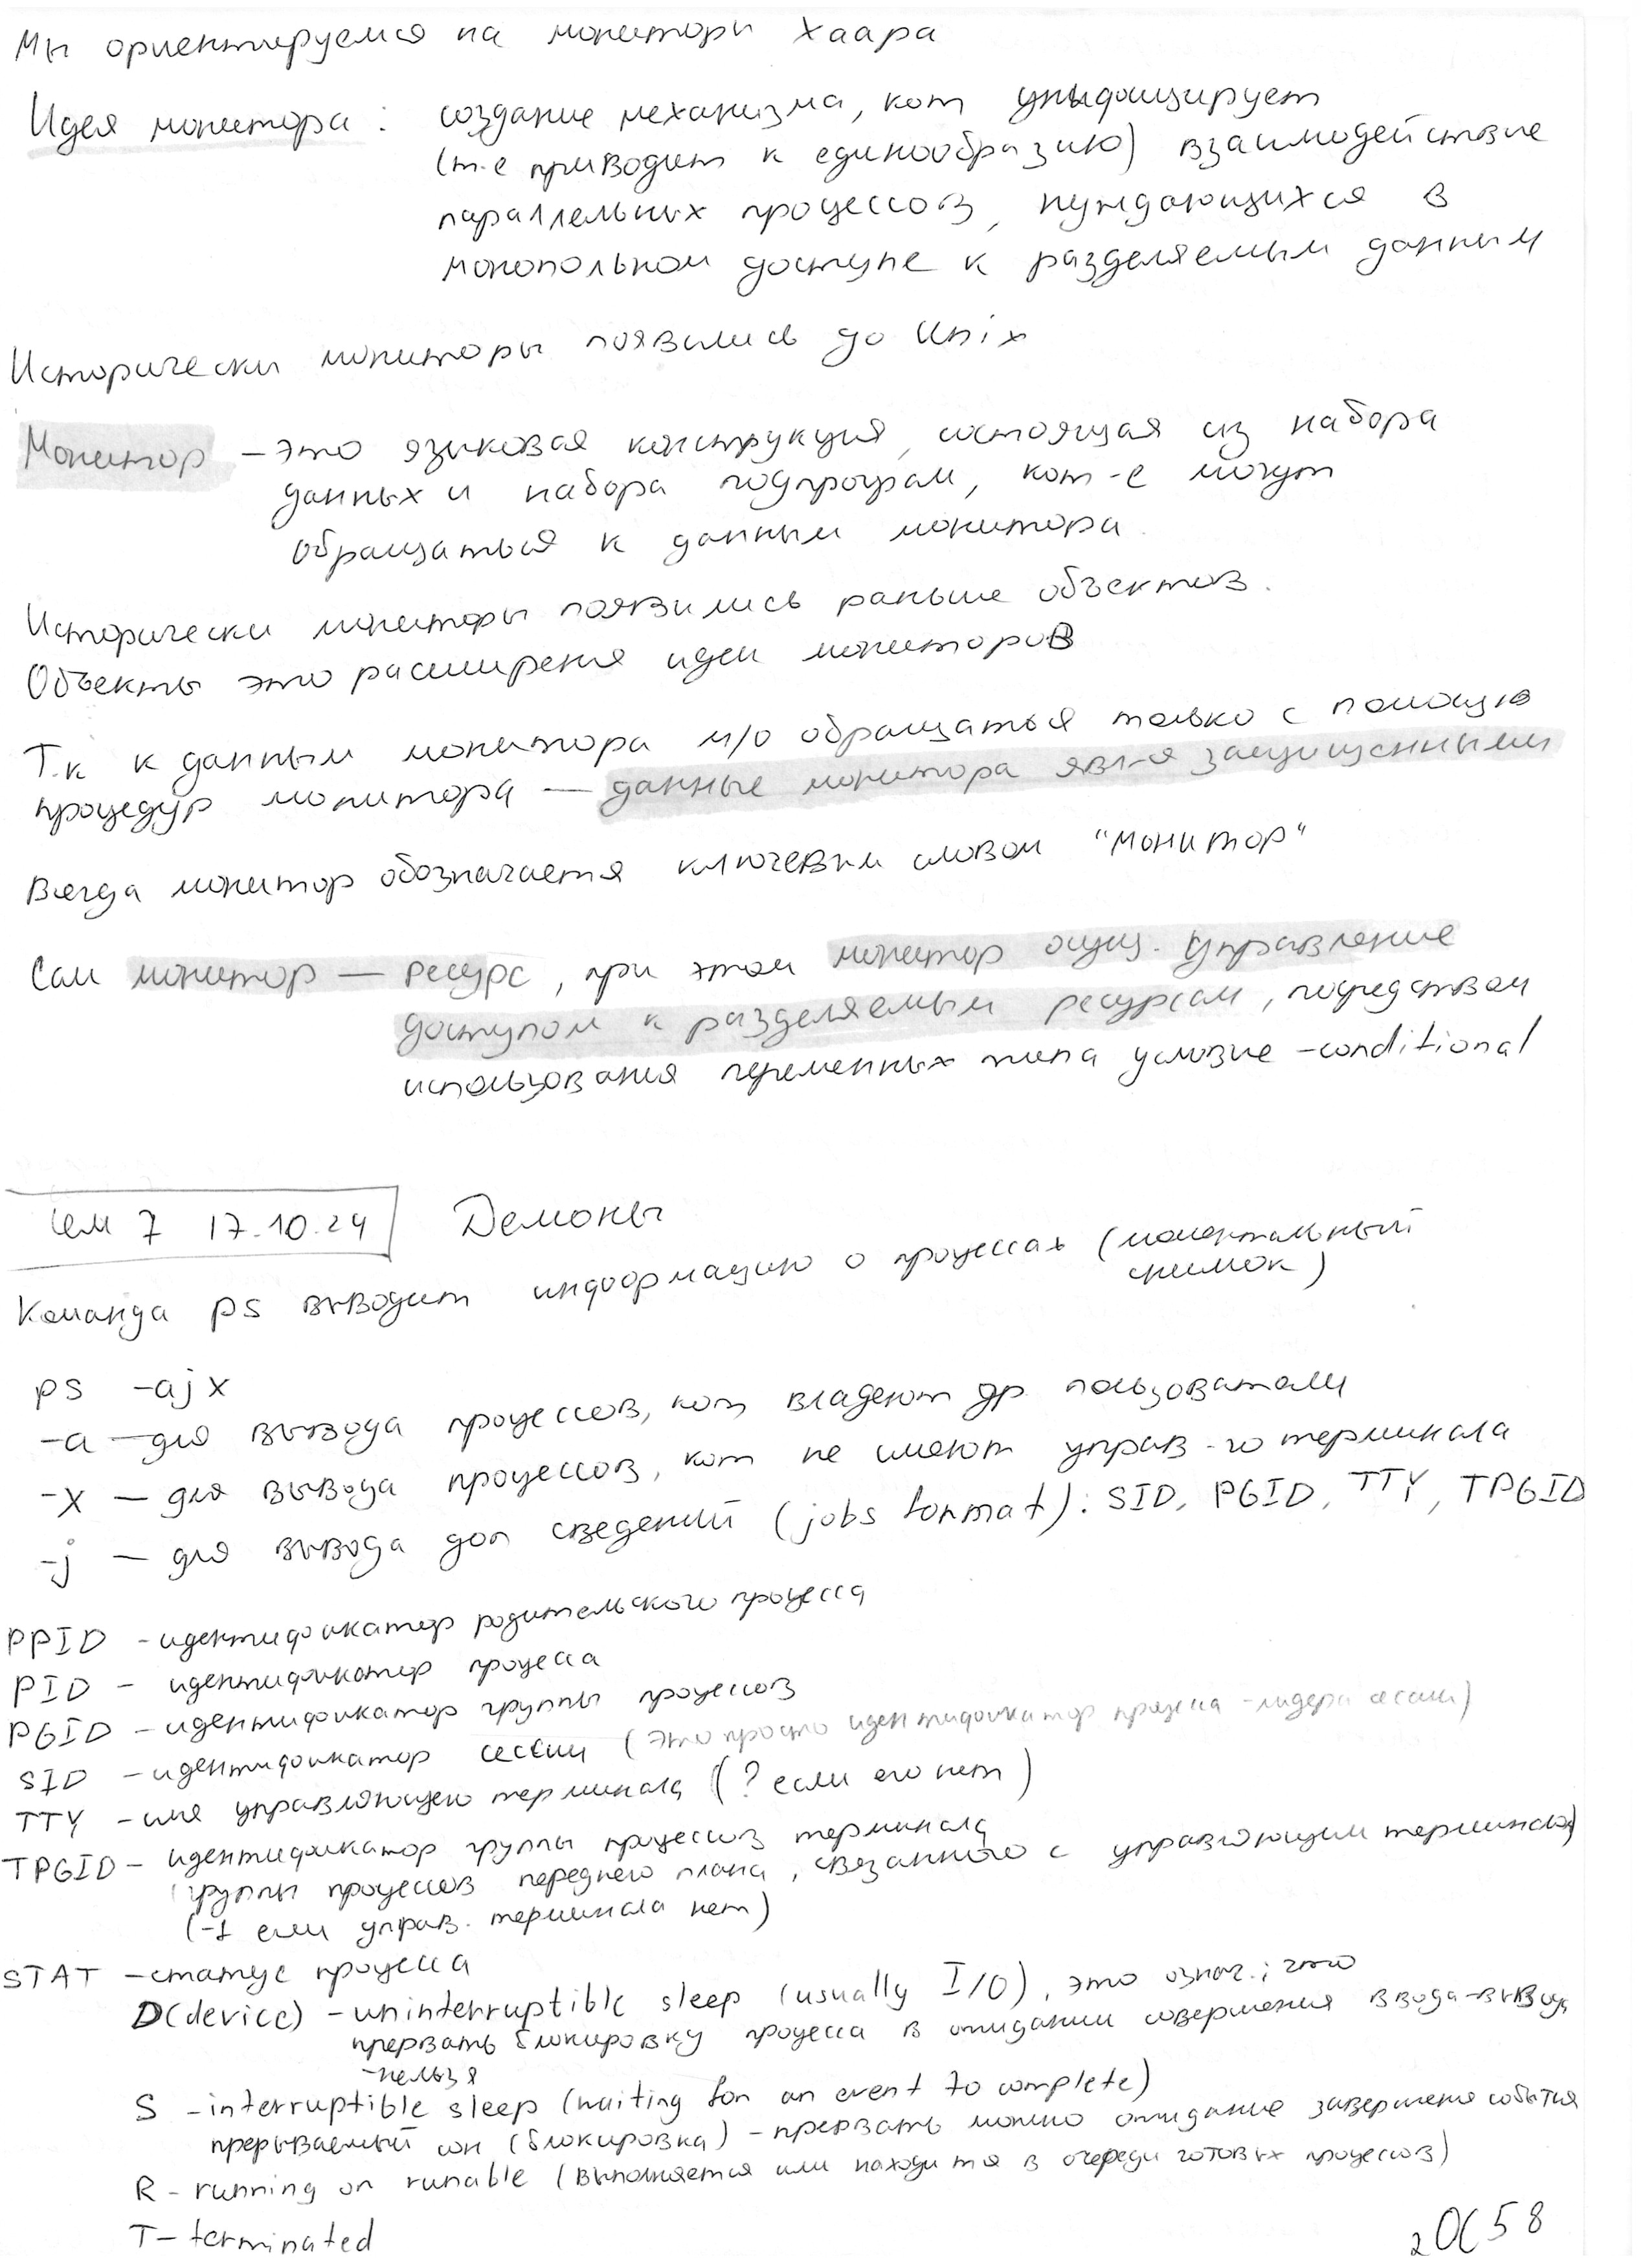 Мы ориентируемся на мониторы Хаара
Идея монитора: создание механизма, кот унифицирует
(т.е приводит к единообразию) взаимодействие
параллельных процессов, нуждающихся в
монопольном доступе к разделяемым данным
Исторически мониторы появились до Unix
Монитор - это языковая конструкция, состоящая из набора
данных и набора подпрограм, кот-е могут
обращаться к данным монитора.
Исторически мониторы появились раньше объектов.
Объекты это расширения идеи мониторов
Т.к к данным монитора м/о обращаться только с помощью
процедур монитора — данные монитора явл-я защищенными
Всегда монитор обозначается ключевым словом "монитор"
Сам монитор — ресурс, при этом монитор осущ. управление
доступом к разделяемым ресурсам, посредством
использования переменных типа условие -conditional
Сем 7 17.10.24 Демоны
Команда ps выводит информацию о процессах (моментальный
снимок)
ps -ajx
-a — для вывода процессов, кот владеют др. пользователи
-x — для вывода процессов, кот не имеют управ-го терминала
-j — для вывода доп сведений (jobs format): SID, PGID, TTY, TPGID
PPID - идентификатор родительского процесса
PID - идентификатор процесса
PGID - идентификатор группы процессов
SID - идентификатор сессии (это просто идентификатор процесса - лидера сессии)
TTY - имя управляющего терминала (? если его нет)
TPGID - идентификатор группы процессов терминала
(группы процессов переднего плана, связанного с управляющим терминалом)
(-1 если управ. терминала нет)
STAT - статус процесса
D(device) - uninterruptible sleep (usually I/O), это означ.; что
прервать блокировку процесса в ожидании совершения ввода-вывода
- нельзя
S - interruptible sleep (waiting for an event to complete)
прерываемый сон (блокировка) - прервать можно ожидание завершения события
R - running or runable (выполняется или находится в очереди готовых процессов)
T - terminated
2ОС58